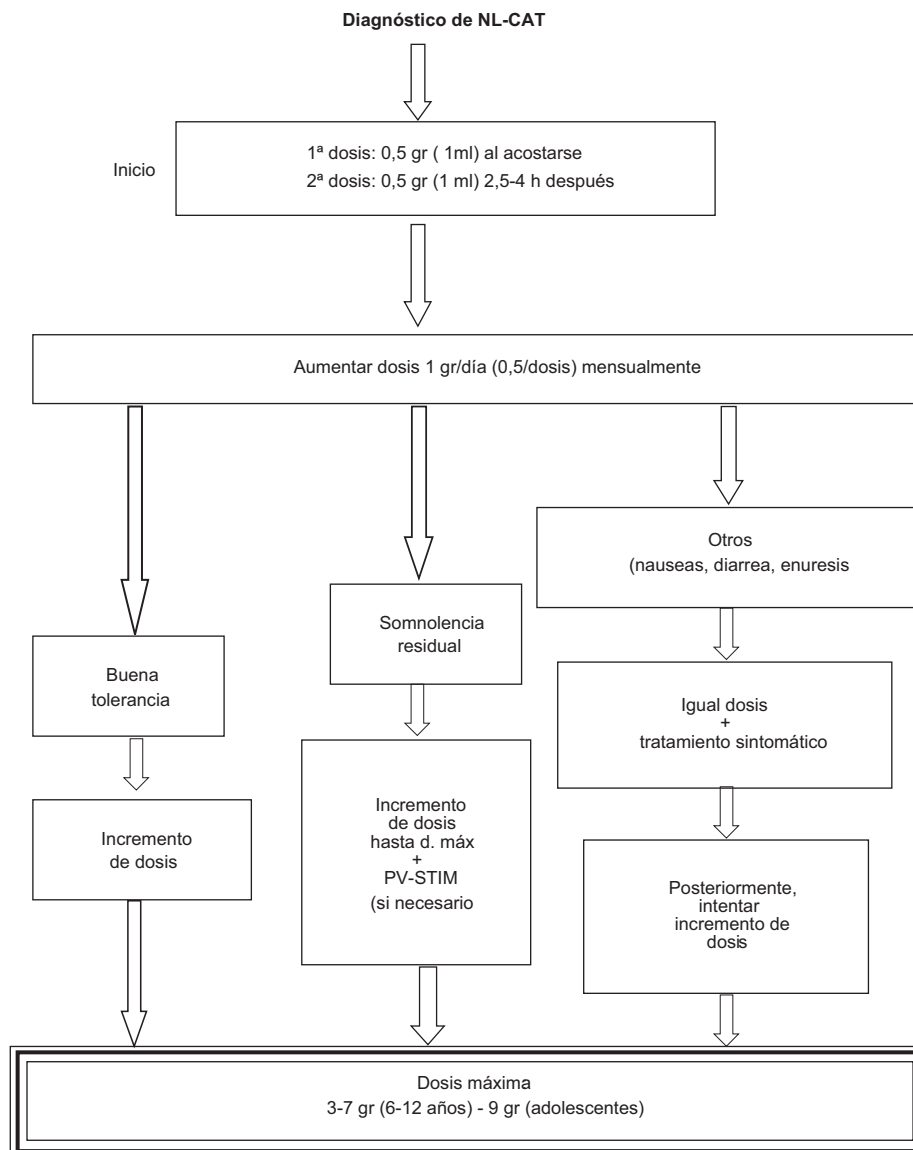 Diagnóstico de NL-CAT
Inicio
1ª dosis: 0,5 gr ( 1ml) al acostarse
2ª dosis: 0,5 gr (1 ml) 2,5-4 h después
Aumentar dosis 1 gr/día (0,5/dosis) mensualmente
Buena
tolerancia
Incremento
de dosis
Somnolencia
residual
Incremento
de dosis
hasta d. máx
+
PV-STIM
(si necesario
Otros
(nauseas, diarrea, enuresis
Igual dosis
+
tratamiento sintomático
Posteriormente,
intentar
incremento de
dosis
Dosis máxima
3-7 gr (6-12 años) - 9 gr (adolescentes)